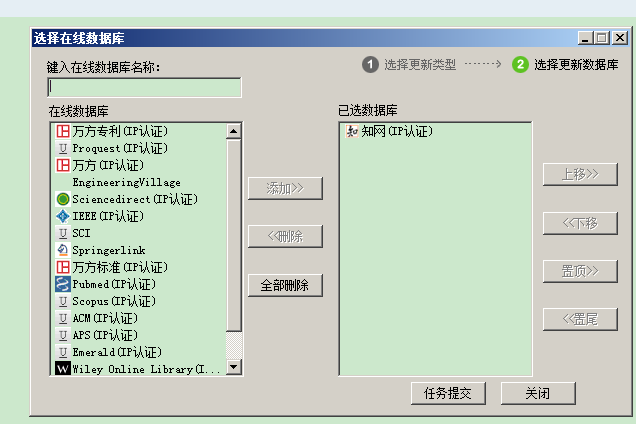 选择在线数据库
键入在线数据库名称:
1 选择更新类型 ·······> 2 选择更新数据库
在线数据库
万方专利(IP认证)
Proquest(IP认证)
万方(IP认证)
EngineeringVillage
Sciencedirect(IP认证)
IEEE(IP认证)
SCI
Springerlink
万方标准(IP认证)
Pubmed(IP认证)
Scopus(IP认证)
ACM(IP认证)
APS(IP认证)
Emerald(IP认证)
Wiley Online Library(I...
添加>>
<<删除
全部删除
已选数据库
知网(IP认证)
上移>>
<<下移
置顶>>
<<置尾
任务提交
关闭